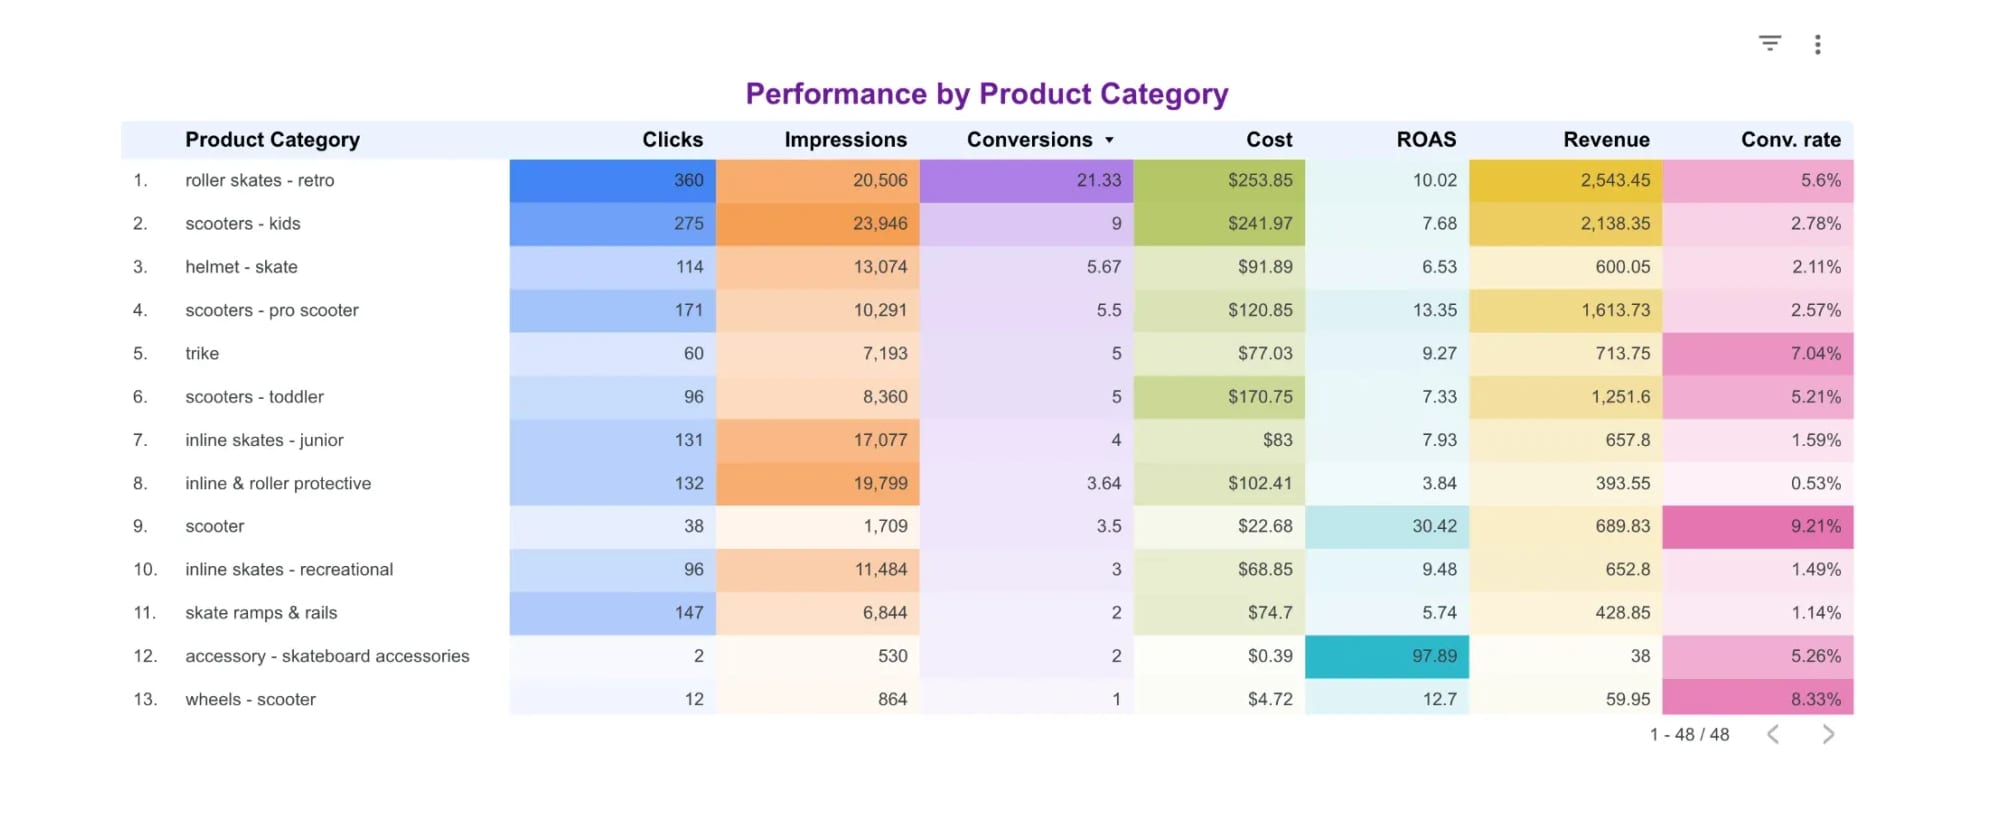 Performance by Product Category
Product Category Clicks Impressions Conversions Cost ROAS Revenue Conv. rate
1. roller skates - retro 360 20,506 21.33 $253.85 10.02 2,543.45 5.6%
2. scooters - kids 275 23,946 9 $241.97 7.68 2,138.35 2.78%
3. helmet - skate 114 13,074 5.67 $91.89 6.53 600.05 2.11%
4. scooters - pro scooter 171 10,291 5.5 $120.85 13.35 1,613.73 2.57%
5. trike 60 7,193 5 $77.03 9.27 713.75 7.04%
6. scooters - toddler 96 8,360 5 $170.75 7.33 1,251.6 5.21%
7. inline skates - junior 131 17,077 4 $83 7.93 657.8 1.59%
8. inline & roller protective 132 19,799 3.64 $102.41 3.84 393.55 0.53%
9. scooter 38 1,709 3.5 $22.68 30.42 689.83 9.21%
10. inline skates - recreational 96 11,484 3 $68.85 9.48 652.8 1.49%
11. skate ramps & rails 147 6,844 2 $74.7 5.74 428.85 1.14%
12. accessory - skateboard accessories 2 530 2 $0.39 97.89 38 5.26%
13. wheels - scooter 12 864 1 $4.72 12.7 59.95 8.33%
1 - 48 / 48